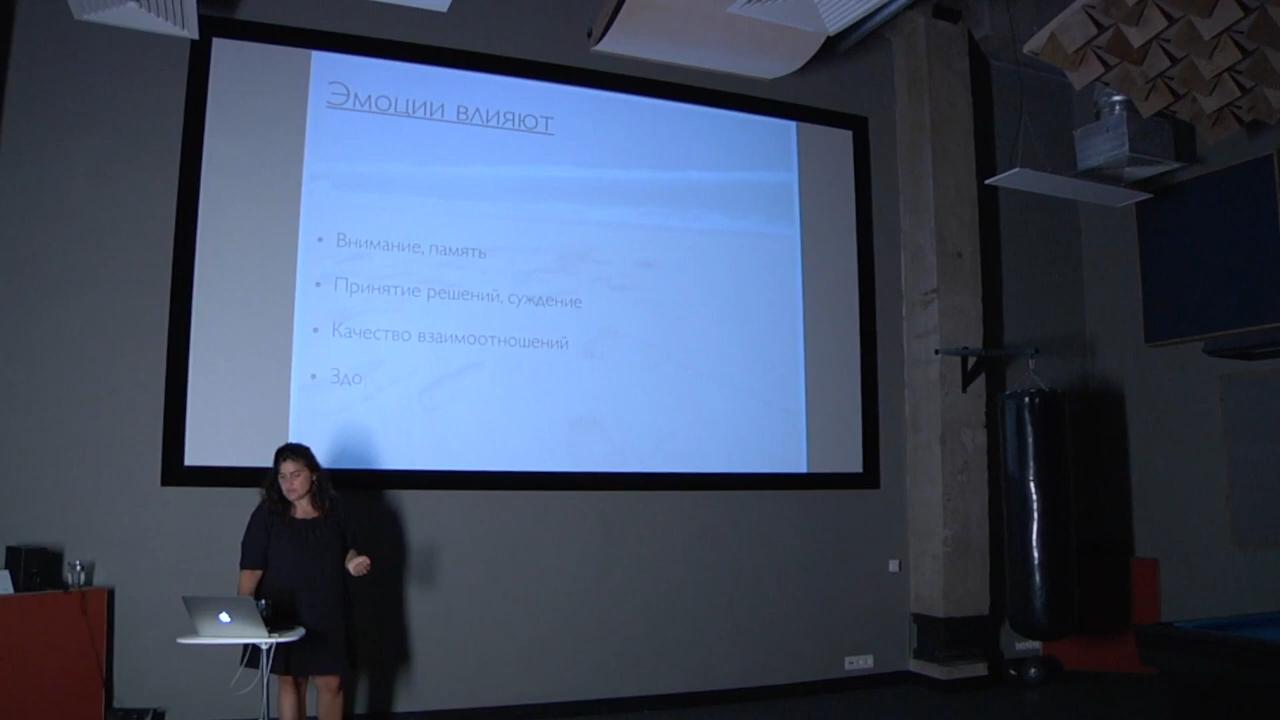 Эмоции влияют
• Внимание, память
• Принятие решений, суждение
• Качество взаимоотношений
• Здо